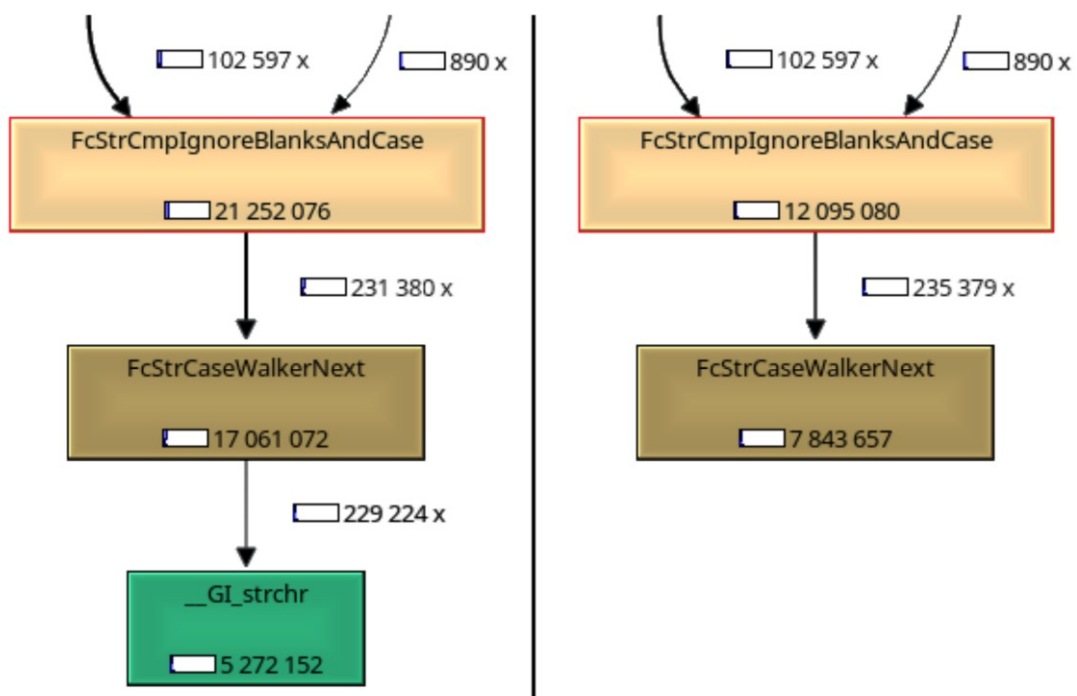 102 597 x
890 x
FcStrCmpIgnoreBlanksAndCase
21 252 076
231 380 x
FcStrCaseWalkerNext
17 061 072
229 224 x
__GI_strchr
5 272 152
102 597 x
890 x
FcStrCmpIgnoreBlanksAndCase
12 095 080
235 379 x
FcStrCaseWalkerNext
7 843 657